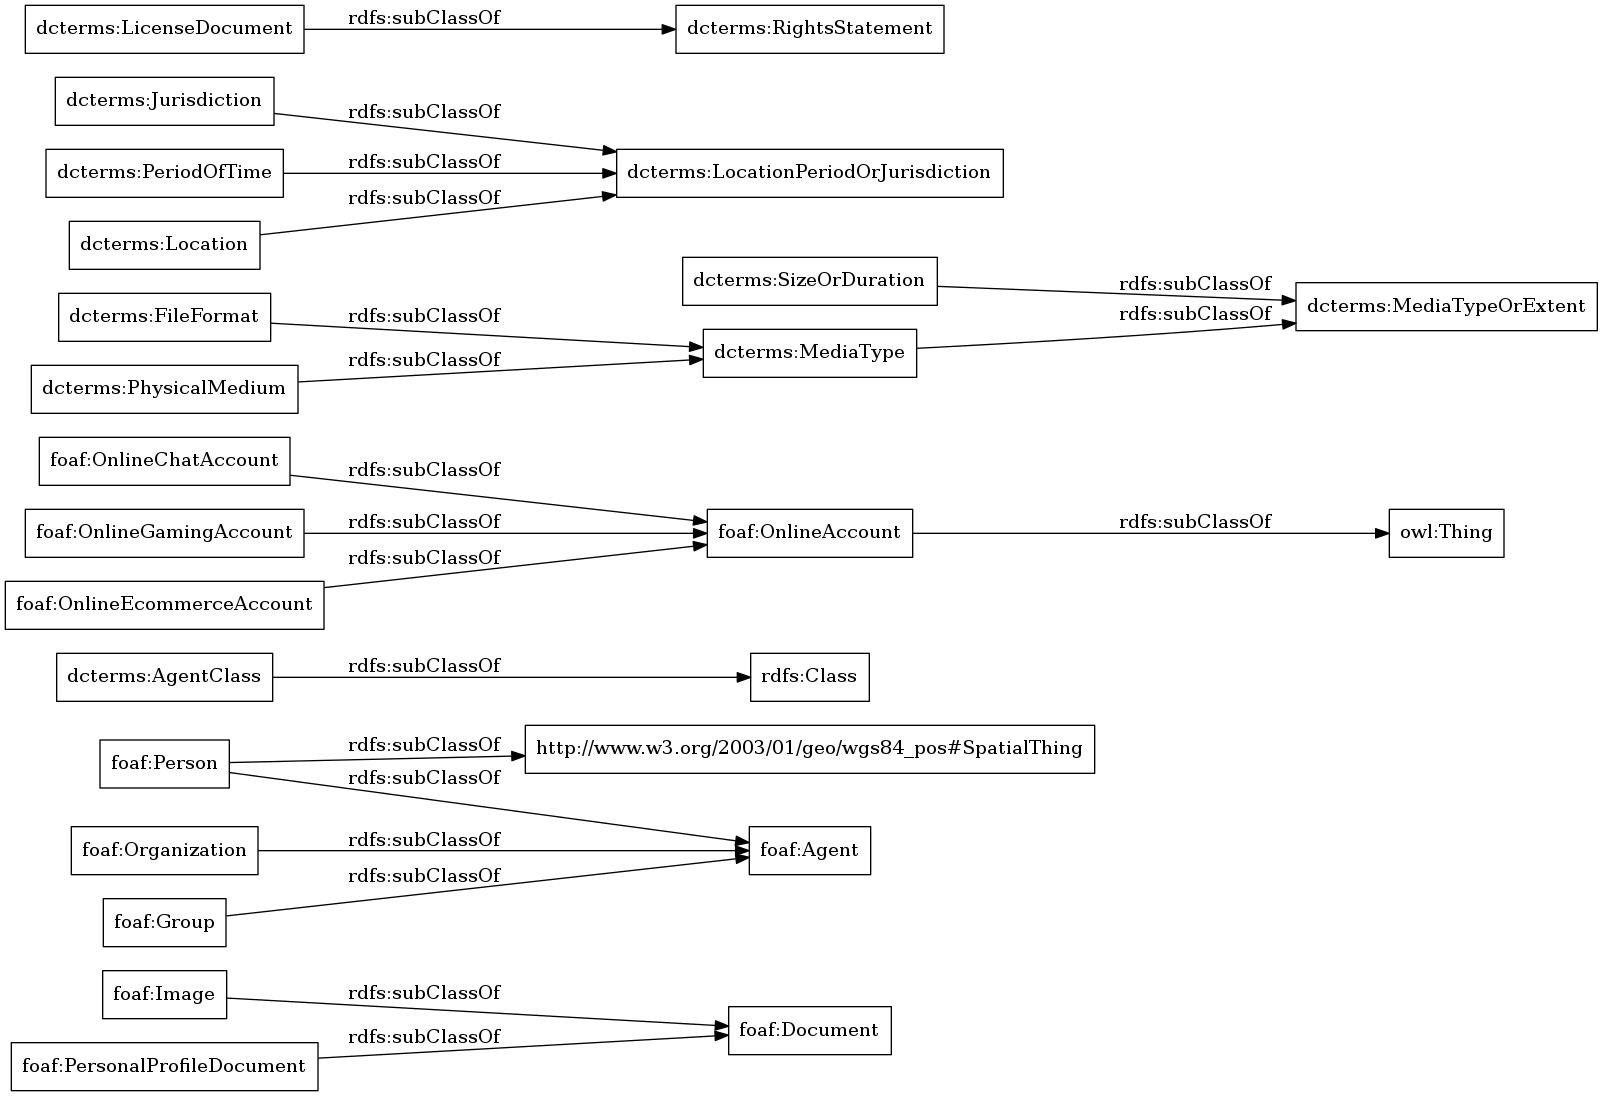 dcterms:LicenseDocument
rdfs:subClassOf
dcterms:RightsStatement
dcterms:Jurisdiction
rdfs:subClassOf
dcterms:PeriodOfTime
rdfs:subClassOf
dcterms:LocationPeriodOrJurisdiction
rdfs:subClassOf
dcterms:Location
dcterms:SizeOrDuration
rdfs:subClassOf
dcterms:MediaTypeOrExtent
dcterms:FileFormat
rdfs:subClassOf
rdfs:subClassOf
dcterms:MediaType
rdfs:subClassOf
dcterms:PhysicalMedium
foaf:OnlineChatAccount
rdfs:subClassOf
foaf:OnlineGamingAccount
rdfs:subClassOf
foaf:OnlineAccount
rdfs:subClassOf
owl:Thing
rdfs:subClassOf
foaf:OnlineEcommerceAccount
dcterms:AgentClass
rdfs:subClassOf
rdfs:Class
foaf:Person
rdfs:subClassOf
http://www.w3.org/2003/01/geo/wgs84_pos#SpatialThing
rdfs:subClassOf
foaf:Organization
rdfs:subClassOf
foaf:Agent
rdfs:subClassOf
foaf:Group
foaf:Image
rdfs:subClassOf
foaf:Document
rdfs:subClassOf
foaf:PersonalProfileDocument